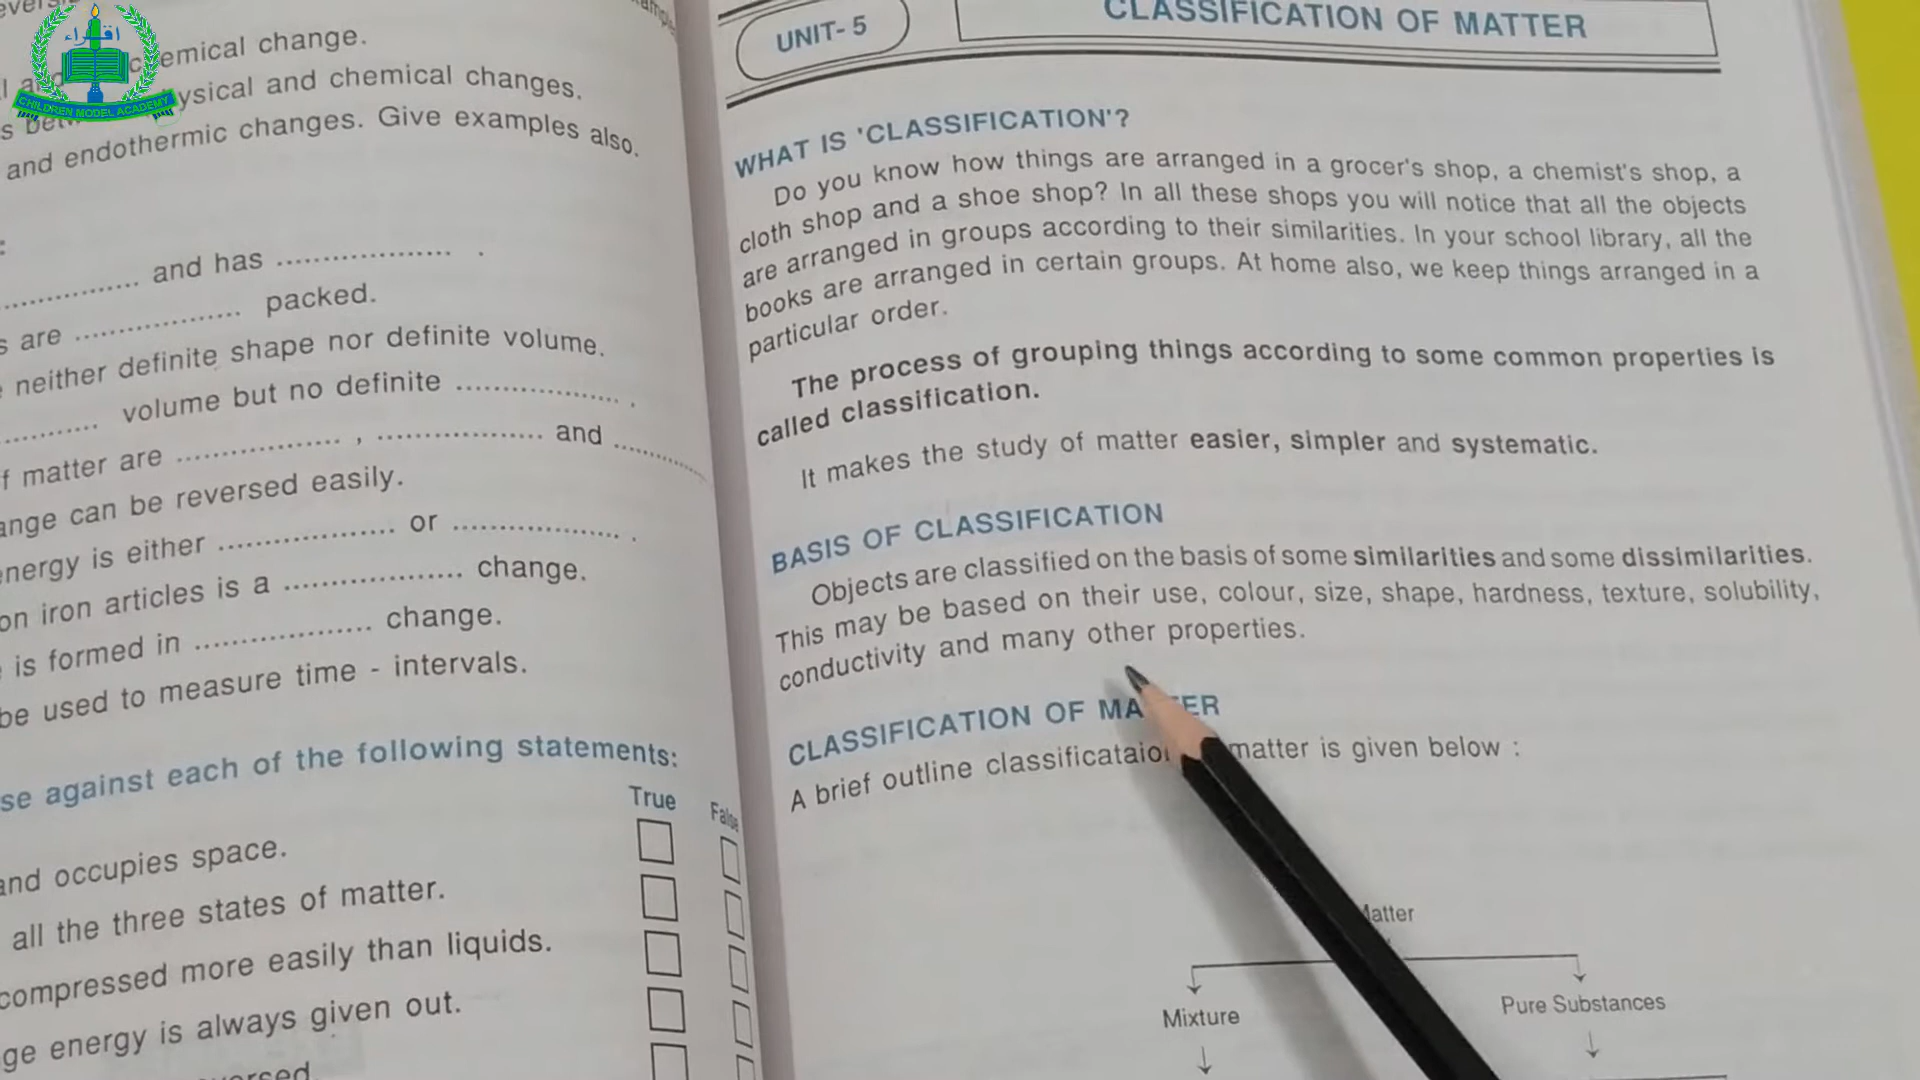 اقراء
CHILDREN MODEL ACADEMY
chemical change.
physical and chemical changes.
and endothermic changes. Give examples also.
and has .................... .
are .................... packed.
neither definite shape nor definite volume.
............ volume but no definite .................... .
matter are .................... , .................... and ............
change can be reversed easily.
energy is either .................... or .................... .
on iron articles is a .................... change.
is formed in .................... change.
be used to measure time - intervals.
against each of the following statements:
True False
and occupies space.
all the three states of matter.
compressed more easily than liquids.
energy is always given out.
UNIT- 5
CLASSIFICATION OF MATTER
WHAT IS 'CLASSIFICATION'?
Do you know how things are arranged in a grocer's shop, a chemist's shop, a
cloth shop and a shoe shop? In all these shops you will notice that all the objects
are arranged in groups according to their similarities. In your school library, all the
books are arranged in certain groups. At home also, we keep things arranged in a
particular order.
The process of grouping things according to some common properties is
called classification.
It makes the study of matter easier, simpler and systematic.
BASIS OF CLASSIFICATION
Objects are classified on the basis of some similarities and some dissimilarities.
This may be based on their use, colour, size, shape, hardness, texture, solubility,
conductivity and many other properties.
CLASSIFICATION OF MATTER
A brief outline classificataion matter is given below :
Matter
Mixture
Pure Substances